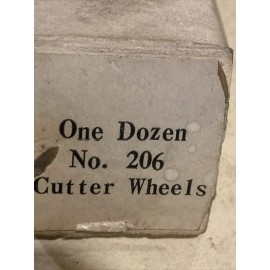 One Dozen
No. 206
Cutter Wheels